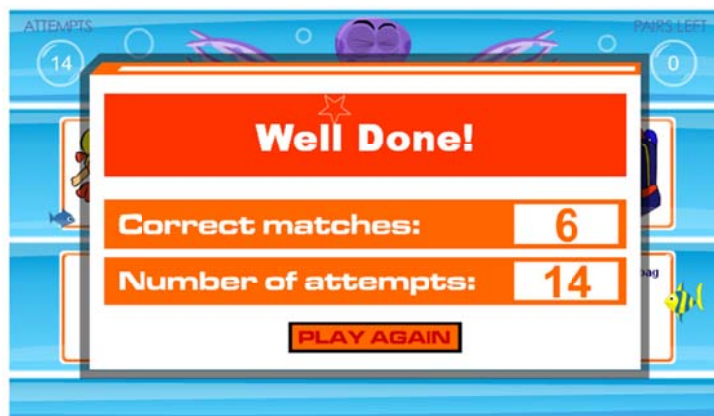 ATTEMPTS
PAIRS LEFT
14
0
Well Done!
Correct matches:
6
Number of attempts:
14
PLAY AGAIN